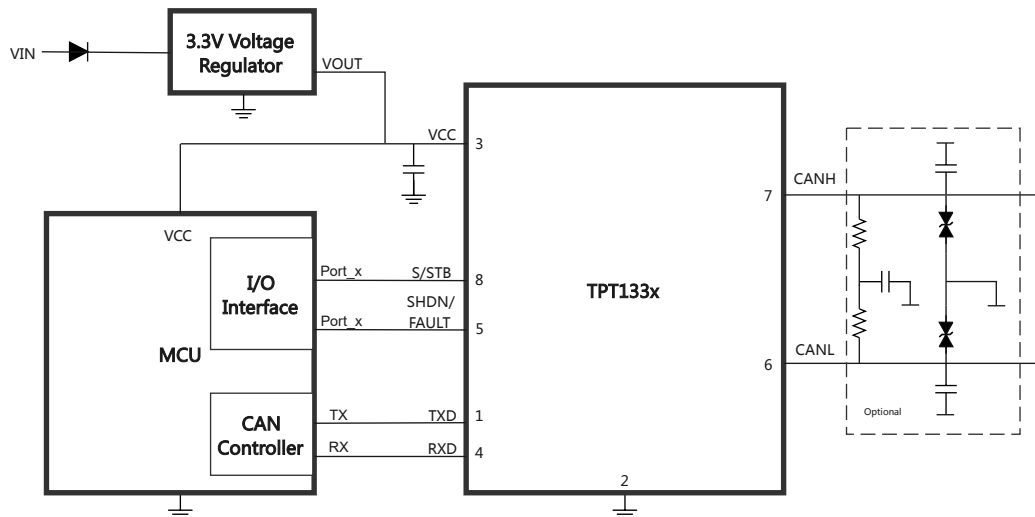 VIN
3.3V Voltage
Regulator
VOUT
VCC
3
7
CANH
VCC
I/O
Interface
Port_x
S/STB
8
SHDN/
Port_x
FAULT
5
TPT133x
MCU
6
CANL
CAN
Controller
TX
TXD
1
RX
RXD
4
Optional
2